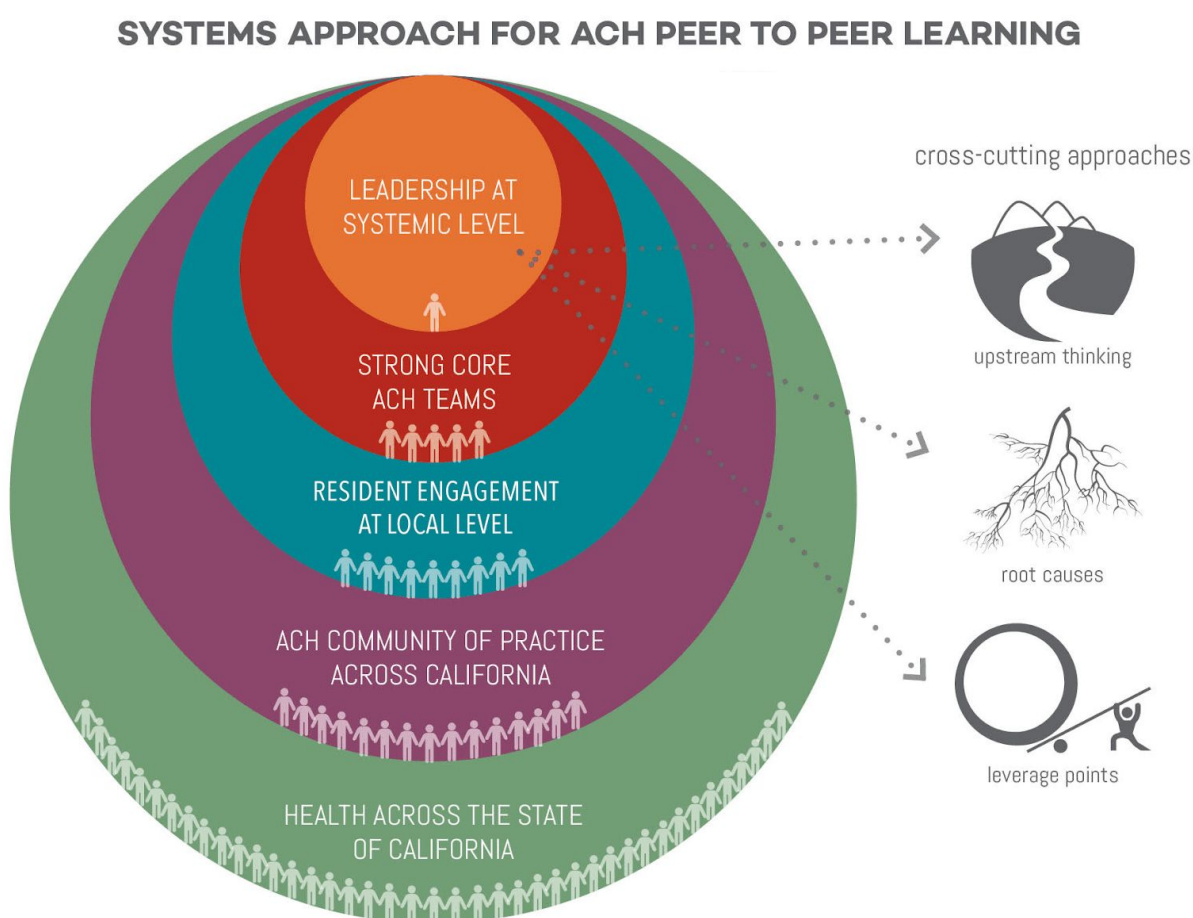 SYSTEMS APPROACH FOR ACH PEER TO PEER LEARNING
LEADERSHIP AT
SYSTEMIC LEVEL
STRONG CORE
ACH TEAMS
RESIDENT ENGAGEMENT
AT LOCAL LEVEL
ACH COMMUNITY OF PRACTICE
ACROSS CALIFORNIA
HEALTH ACROSS THE STATE
OF CALIFORNIA
cross-cutting approaches
upstream thinking
root causes
leverage points